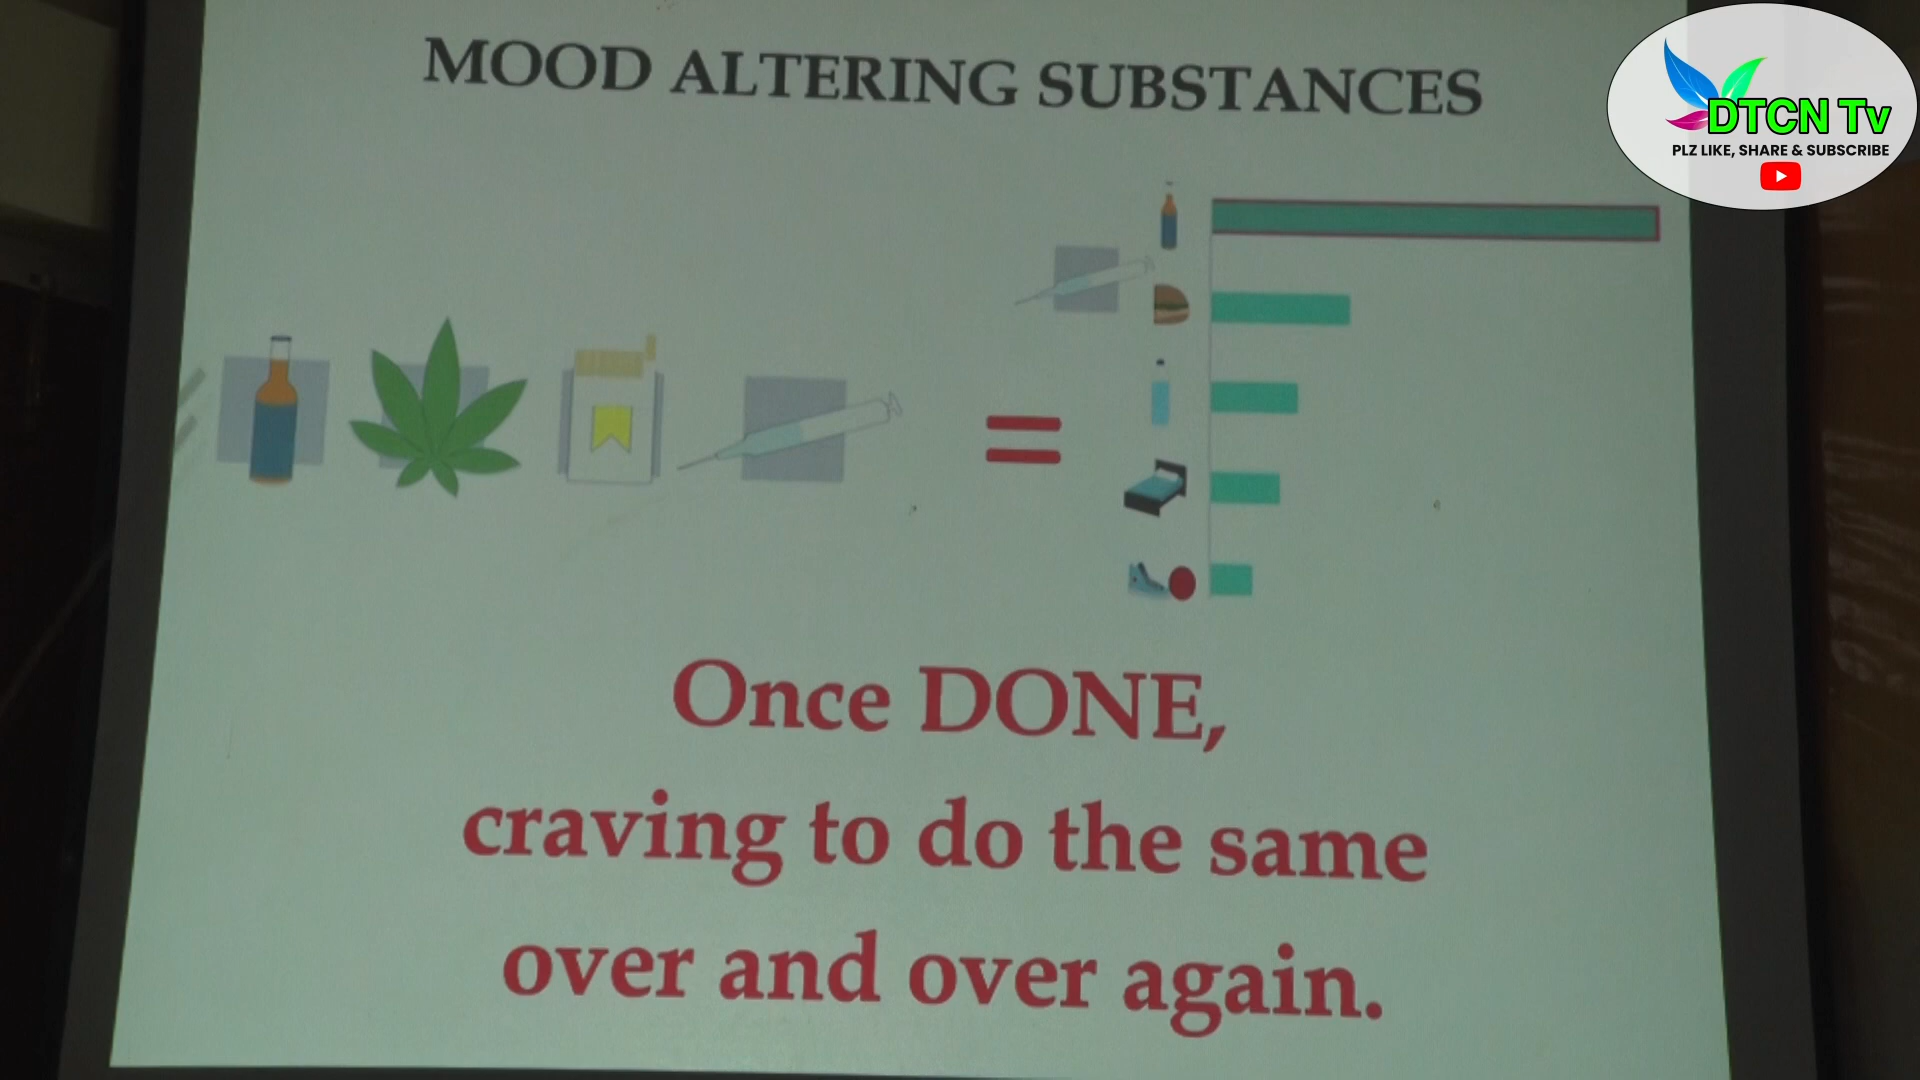 MOOD ALTERING SUBSTANCES
DTCN Tv
PLZ LIKE, SHARE & SUBSCRIBE
Once DONE,
craving to do the same
over and over again.